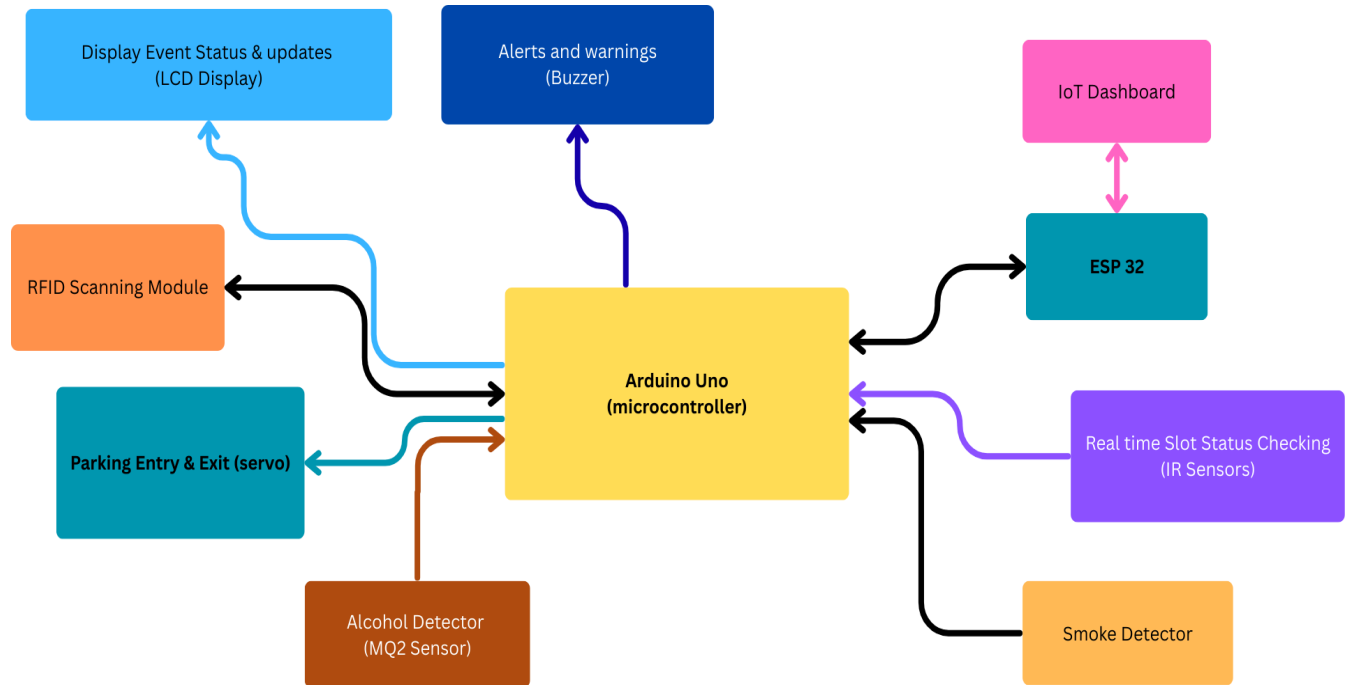 Display Event Status & updates
(LCD Display)
Alerts and warnings
(Buzzer)
IoT Dashboard
RFID Scanning Module
ESP 32
Arduino Uno
(microcontroller)
Parking Entry & Exit (servo)
Real time Slot Status Checking
(IR Sensors)
Alcohol Detector
(MQ2 Sensor)
Smoke Detector